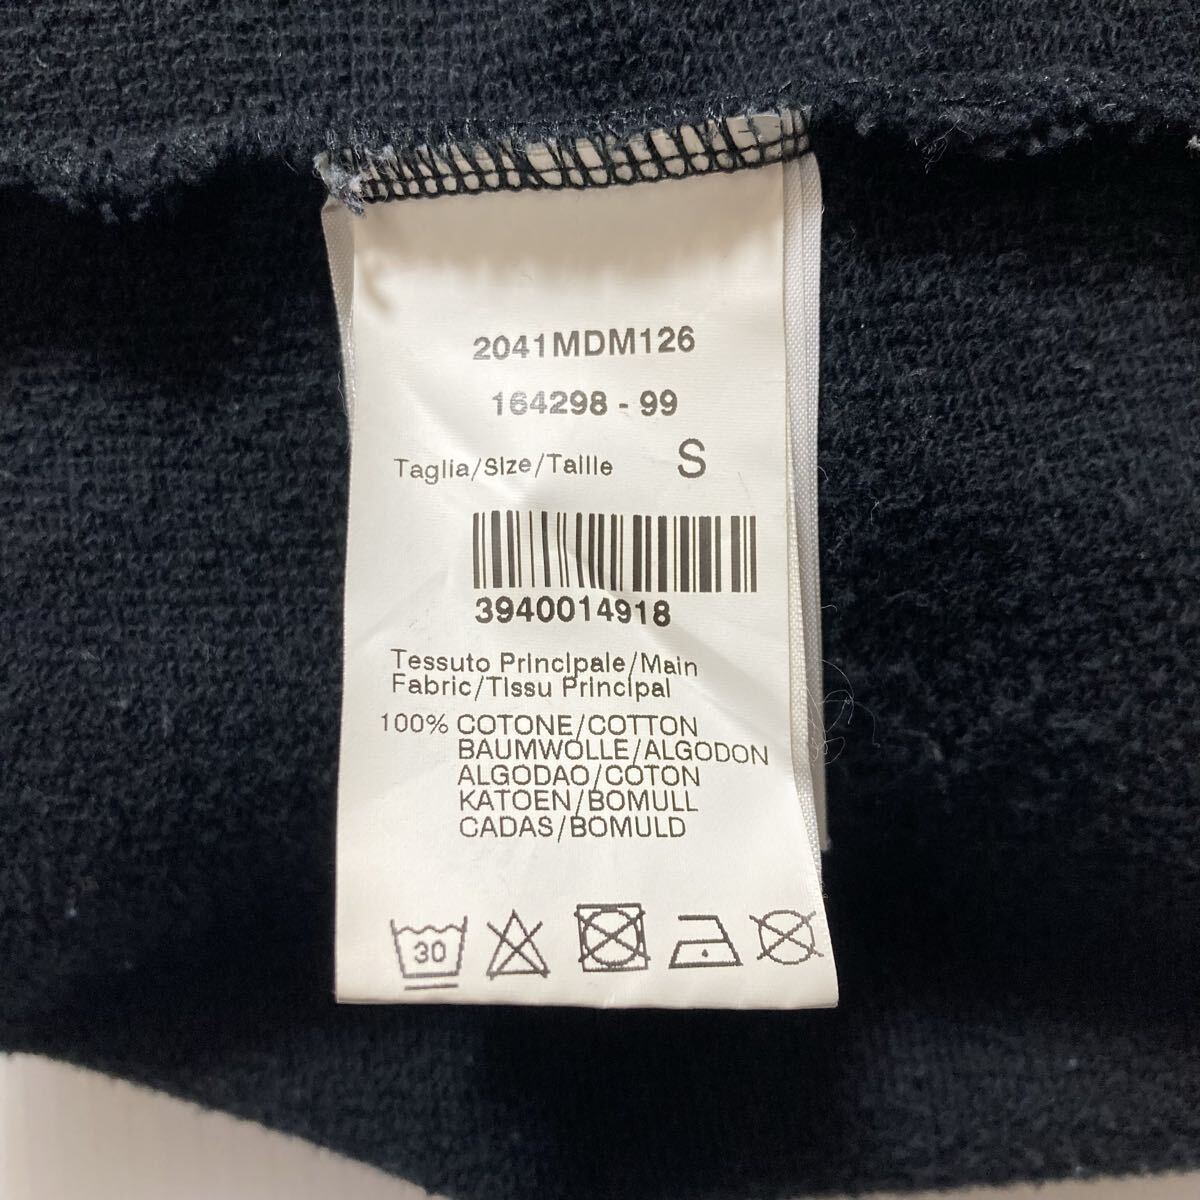 2041MDM126
164298 - 99
Taglia/Size/Taille S
3940014918
Tessuto Principale/Main
Fabric/Tissu Principal
100% COTONE/COTTON
BAUMWOLLE/ALGODON
ALGODAO/COTON
KATOEN/BOMULL
CADAS/BOMULD
30